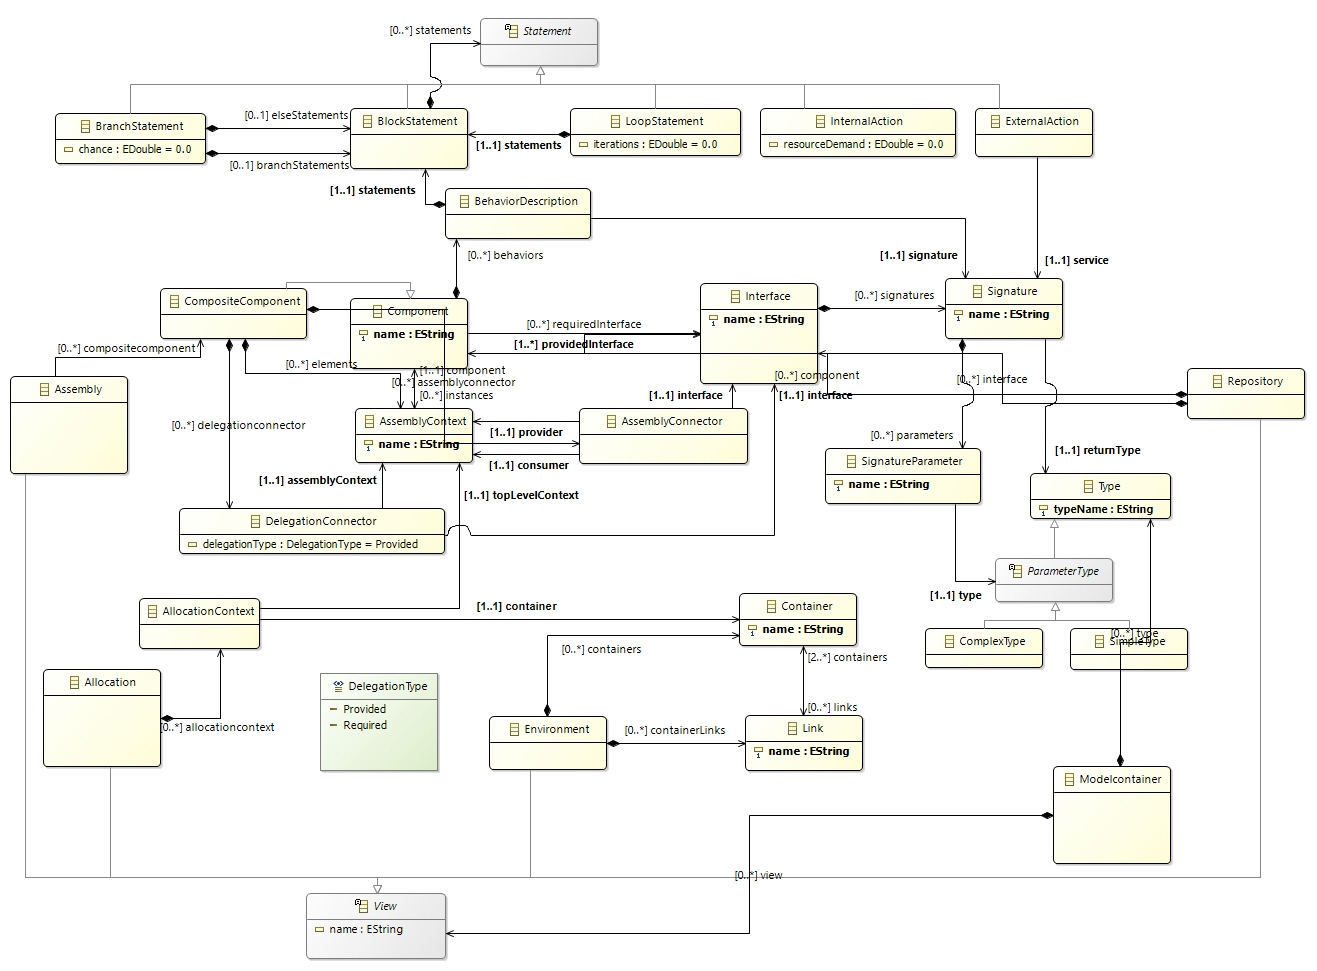 [0..*] statements
Statement
BranchStatement
chance : EDouble = 0.0
[0..1] elseStatements
[0..1] branchStatements
BlockStatement
[1..1] statements
LoopStatement
iterations : EDouble = 0.0
InternalAction
resourceDemand : EDouble = 0.0
ExternalAction
[1..1] statements
BehaviorDescription
[0..*] behaviors
[1..1] signature
[1..1] service
CompositeComponent
Component
name : EString
[0..*] requiredInterface
[1..*] providedInterface
Interface
name : EString
[0..*] signatures
Signature
name : EString
[0..*] compositecomponent
[0..*] elements
[1..1] component
[0..*] assemblyconnector
[0..*] instances
[0..*] component
[0..*] interface
Assembly
Repository
[1..1] interface
[1..1] interface
[0..*] delegationconnector
AssemblyContext
name : EString
[1..1] provider
[1..1] consumer
AssemblyConnector
[0..*] parameters
[1..1] returnType
SignatureParameter
name : EString
[1..1] assemblyContext
[1..1] topLevelContext
Type
typeName : EString
DelegationConnector
delegationType : DelegationType = Provided
ParameterType
[1..1] type
AllocationContext
[1..1] container
Container
name : EString
ComplexType
[0..*] type
SimpleType
[0..*] containers
[2..*] containers
Allocation
[0..*] allocationcontext
DelegationType
Provided
Required
Environment
[0..*] containerLinks
[0..*] links
Link
name : EString
Modelcontainer
[0..*] view
View
name : EString